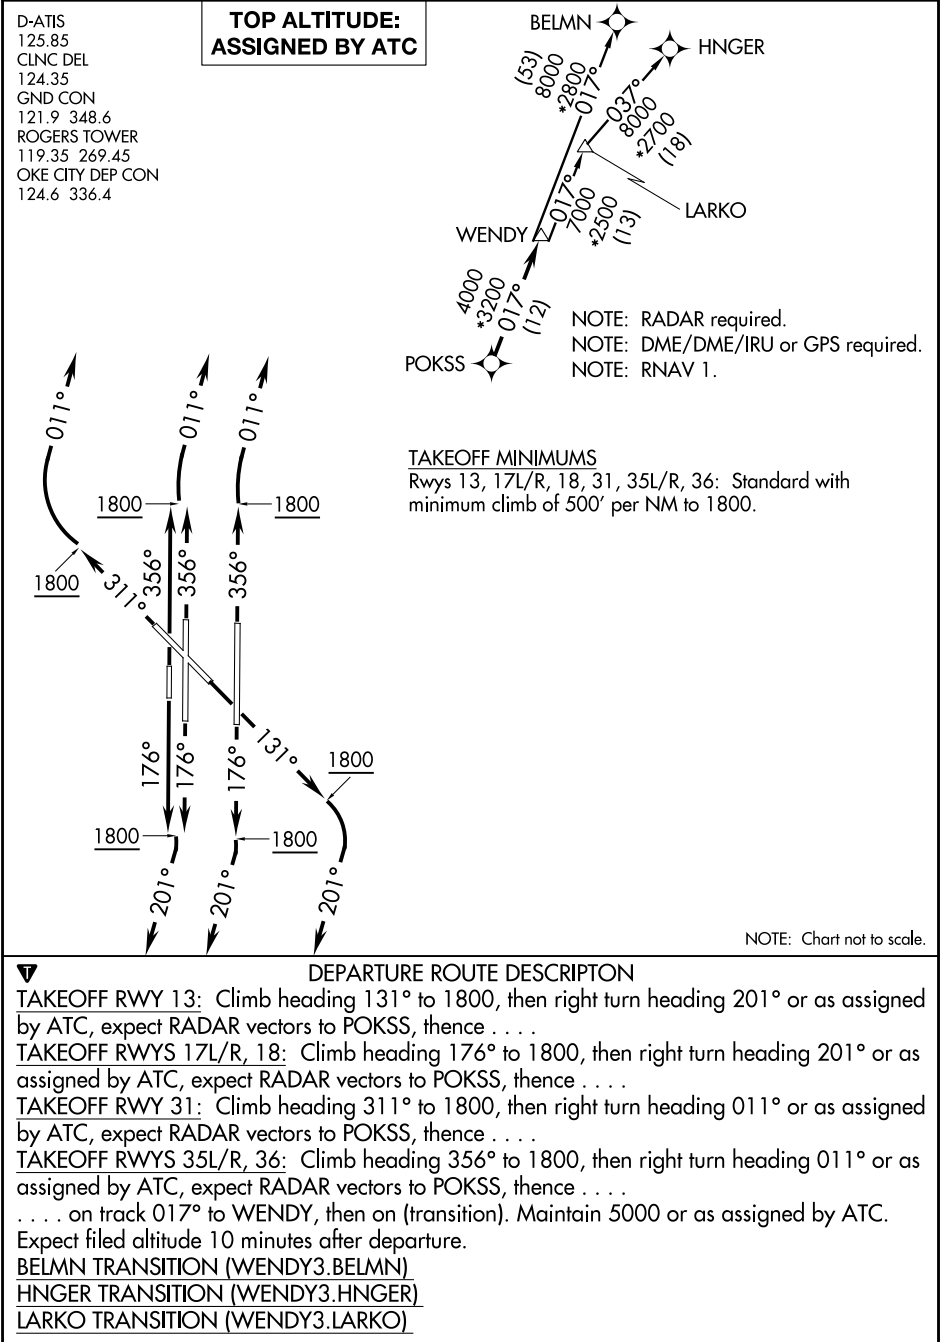 D-ATIS
125.85
CLNC DEL
124.35
GND CON
121.9 348.6
ROGERS TOWER
119.35 269.45
OKE CITY DEP CON
124.6 336.4
TOP ALTITUDE:
ASSIGNED BY ATC
BELMN
HNGER
(53)
8000
*2800
017°
037°
8000
*2700
(18)
LARKO
017°
7000
*2500
(13)
WENDY
4000
*3200
017°
(12)
POKSS
NOTE: RADAR required.
NOTE: DME/DME/IRU or GPS required.
NOTE: RNAV 1.
TAKEOFF MINIMUMS
Rwys 13, 17L/R, 18, 31, 35L/R, 36: Standard with
minimum climb of 500' per NM to 1800.
011°
011°
011°
1800
1800
1800
311°
356°
356°
356°
176°
176°
176°
131°
1800
1800
1800
201°
201°
201°
NOTE: Chart not to scale.
T
DEPARTURE ROUTE DESCRIPTON
TAKEOFF RWY 13: Climb heading 131° to 1800, then right turn heading 201° or as assigned
by ATC, expect RADAR vectors to POKSS, thence . . . .
TAKEOFF RWYS 17L/R, 18: Climb heading 176° to 1800, then right turn heading 201° or as
assigned by ATC, expect RADAR vectors to POKSS, thence . . . .
TAKEOFF RWY 31: Climb heading 311° to 1800, then right turn heading 011° or as assigned
by ATC, expect RADAR vectors to POKSS, thence . . . .
TAKEOFF RWYS 35L/R, 36: Climb heading 356° to 1800, then right turn heading 011° or as
assigned by ATC, expect RADAR vectors to POKSS, thence . . . .
. . . . on track 017° to WENDY, then on (transition). Maintain 5000 or as assigned by ATC.
Expect filed altitude 10 minutes after departure.
BELMN TRANSITION (WENDY3.BELMN)
HNGER TRANSITION (WENDY3.HNGER)
LARKO TRANSITION (WENDY3.LARKO)